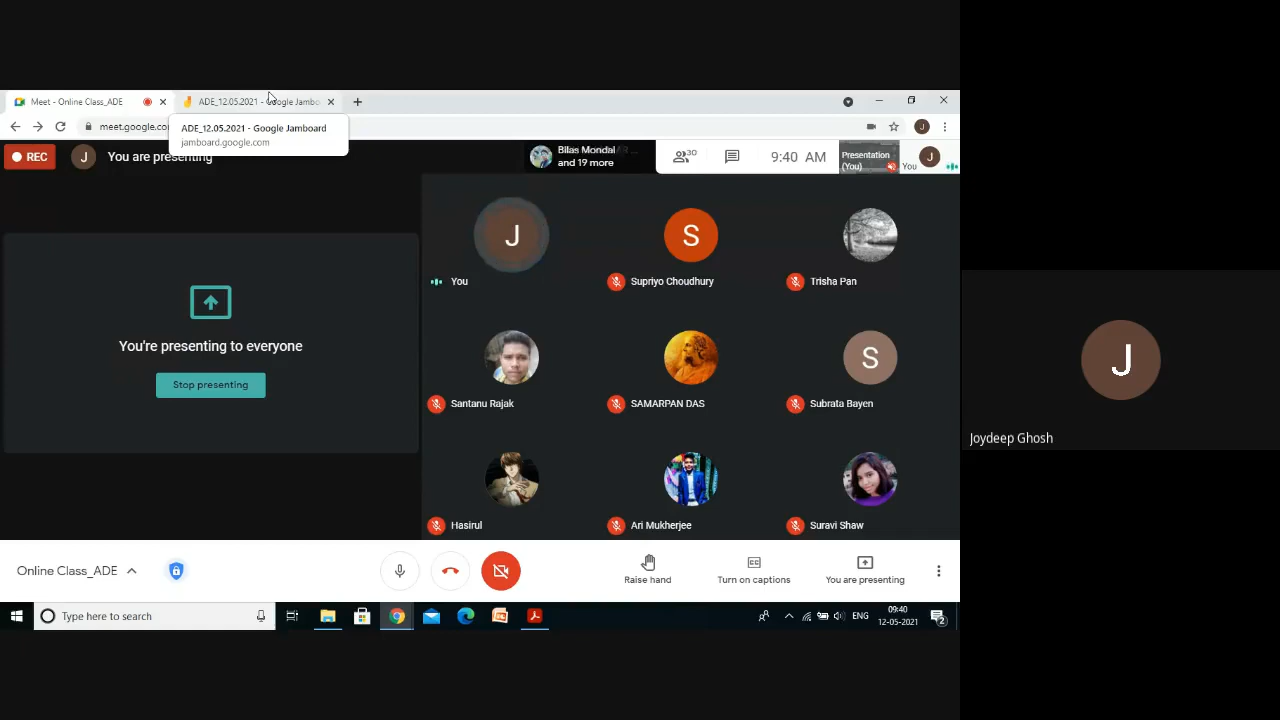 Meet - Online Class_ADE
ADE_12.05.2021 - Google Jambo
meet.google.co
ADE_12.05.2021 - Google Jamboard
jamboard.google.com
J
REC
J
You are presenting
Bilas Mondal
and 19 more
30
9:40 AM
Presentation
(You)
You
J
J
You
S
Supriyo Choudhury
Trisha Pan
You're presenting to everyone
Stop presenting
Santanu Rajak
SAMARPAN DAS
S
Subrata Bayen
Hasirul
Ari Mukherjee
Suravi Shaw
J
Joydeep Ghosh
Online Class_ADE
Raise hand
CC
Turn on captions
You are presenting
Type here to search
ENG
09:40
12-05-2021
2